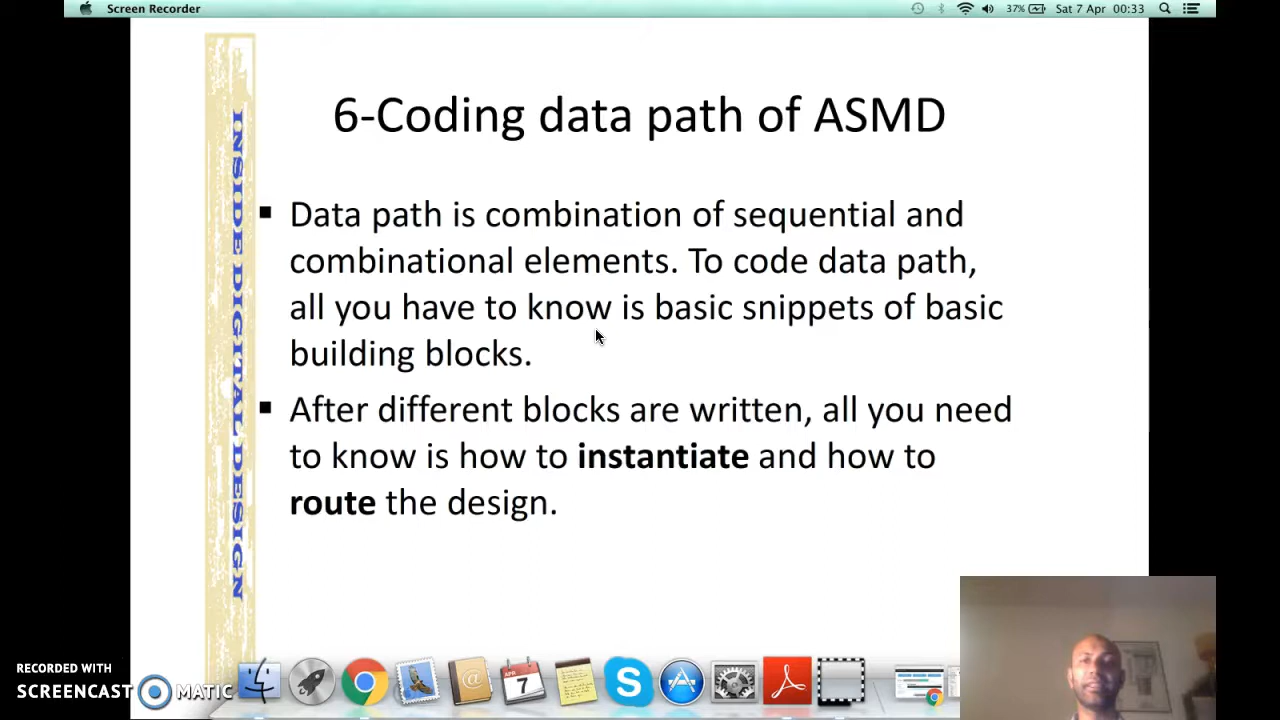 Screen Recorder
37%
Sat 7 Apr 00:33
INSIDE DIGITAL DESIGN
6-Coding data path of ASMD
▪ Data path is combination of sequential and
combinational elements. To code data path,
all you have to know is basic snippets of basic
building blocks.
▪ After different blocks are written, all you need
to know is how to instantiate and how to
route the design.
RECORDED WITH
SCREENCAST MATIC
APR
7